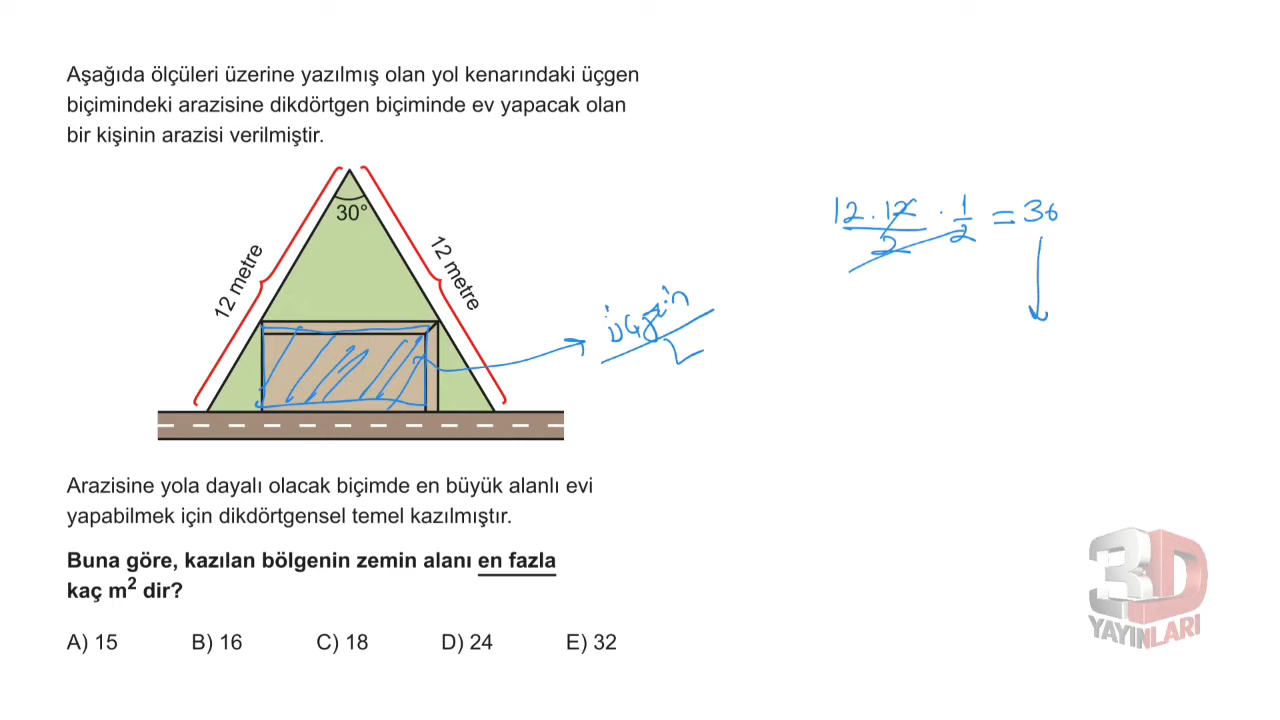 Aşağıda ölçüleri üzerine yazılmış olan yol kenarındaki üçgen
biçimindeki arazisine dikdörtgen biçiminde ev yapacak olan
bir kişinin arazisi verilmiştir.
30°
12 metre
12 metre
12.12/2 · 1/2 = 36
üçgenin/2
Arazisine yola dayalı olacak biçimde en büyük alanlı evi
yapabilmek için dikdörtgensel temel kazılmıştır.
Buna göre, kazılan bölgenin zemin alanı en fazla
kaç m² dir?
A) 15 B) 16 C) 18 D) 24 E) 32
3D
YAYINLARI